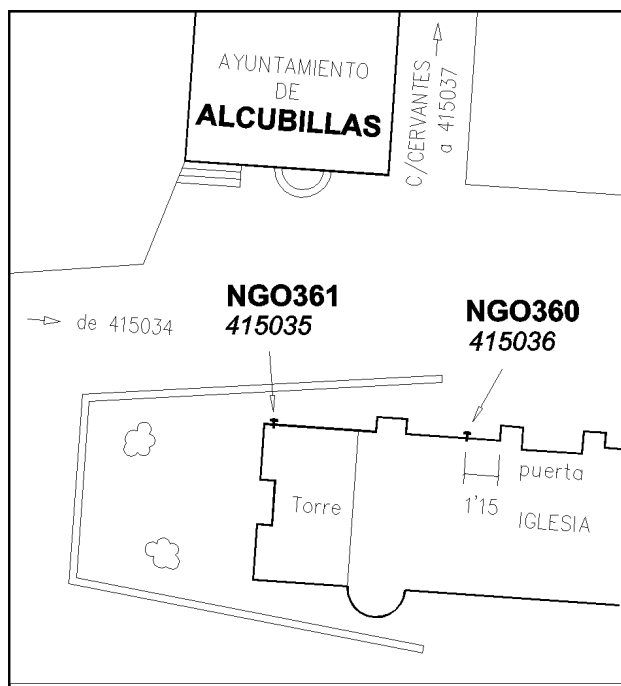 AYUNTAMIENTO
DE
ALCUBILLAS
C/CERVANTES
a 415037
NGO361
415035
NGO360
415036
de 415034
puerta
Torre
1'15
IGLESIA